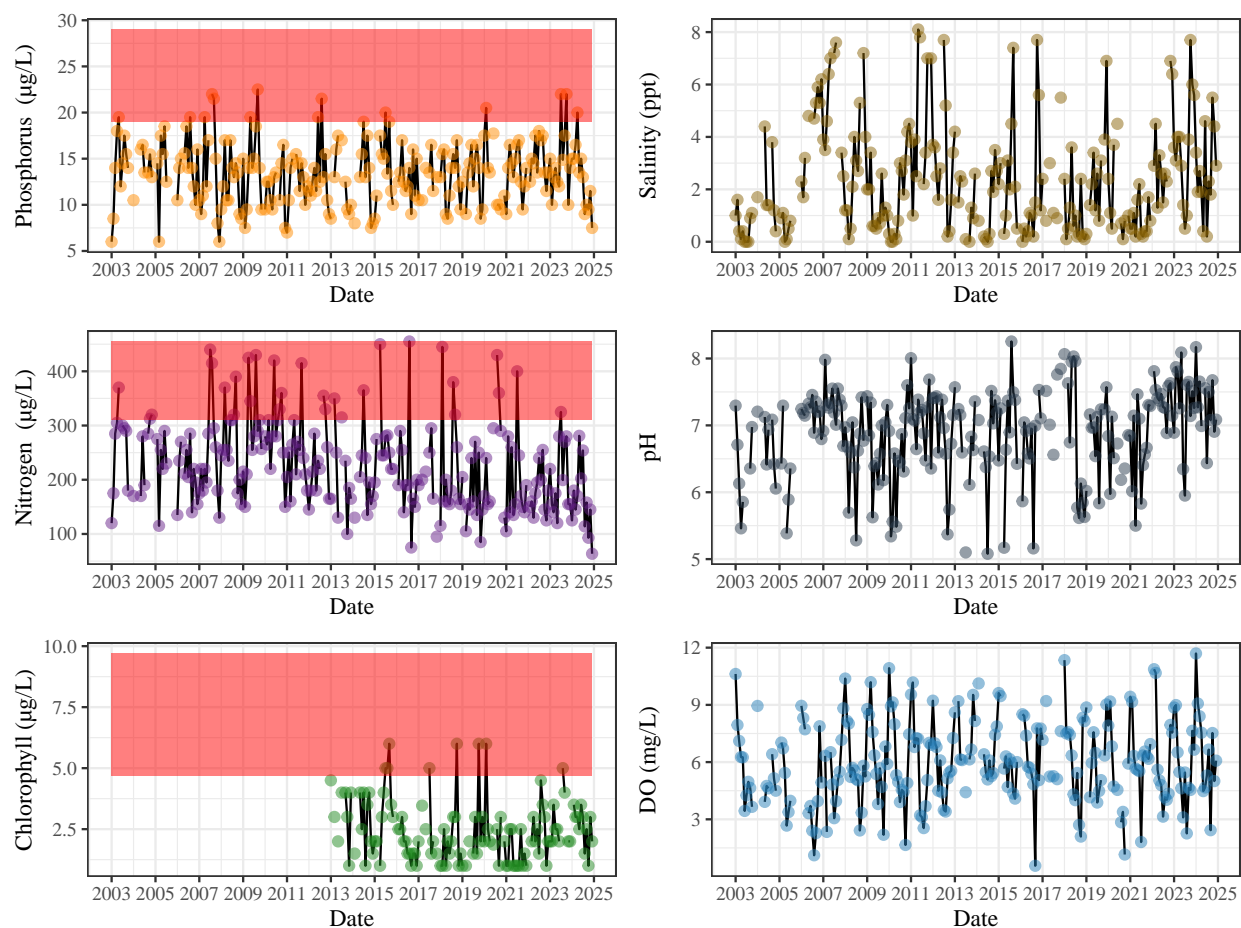 Phosphorus (µg/L)
30
25
20
15
10
5
2003 2005 2007 2009 2011 2013 2015 2017 2019 2021 2023 2025
Date
Salinity (ppt)
8
6
4
2
0
2003 2005 2007 2009 2011 2013 2015 2017 2019 2021 2023 2025
Date
Nitrogen (µg/L)
400
300
200
100
2003 2005 2007 2009 2011 2013 2015 2017 2019 2021 2023 2025
Date
pH
8
7
6
5
2003 2005 2007 2009 2011 2013 2015 2017 2019 2021 2023 2025
Date
Chlorophyll (µg/L)
10.0
7.5
5.0
2.5
2003 2005 2007 2009 2011 2013 2015 2017 2019 2021 2023 2025
Date
DO (mg/L)
12
9
6
3
2003 2005 2007 2009 2011 2013 2015 2017 2019 2021 2023 2025
Date